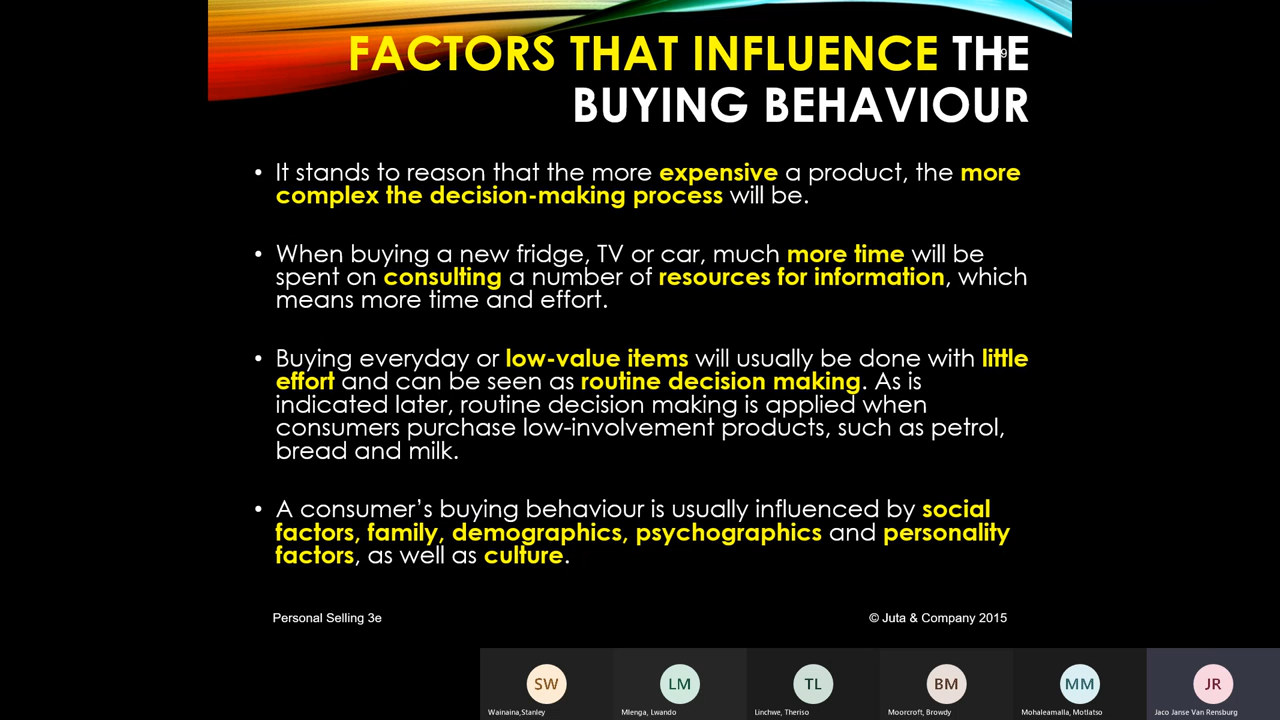 FACTORS THAT INFLUENCE THE
9
BUYING BEHAVIOUR
• It stands to reason that the more expensive a product, the more
complex the decision-making process will be.
• When buying a new fridge, TV or car, much more time will be
spent on consulting a number of resources for information, which
means more time and effort.
• Buying everyday or low-value items will usually be done with little
effort and can be seen as routine decision making. As is
indicated later, routine decision making is applied when
consumers purchase low-involvement products, such as petrol,
bread and milk.
• A consumer’s buying behaviour is usually influenced by social
factors, family, demographics, psychographics and personality
factors, as well as culture.
Personal Selling 3e
© Juta & Company 2015
SW
LM
TL
BM
MM
JR
Wainaina,Stanley
Mlenga, Lwando
Linchwe, Theriso
Moorcroft, Browdy
Mohaleamalla, Motlatso
Jaco Janse Van Rensburg